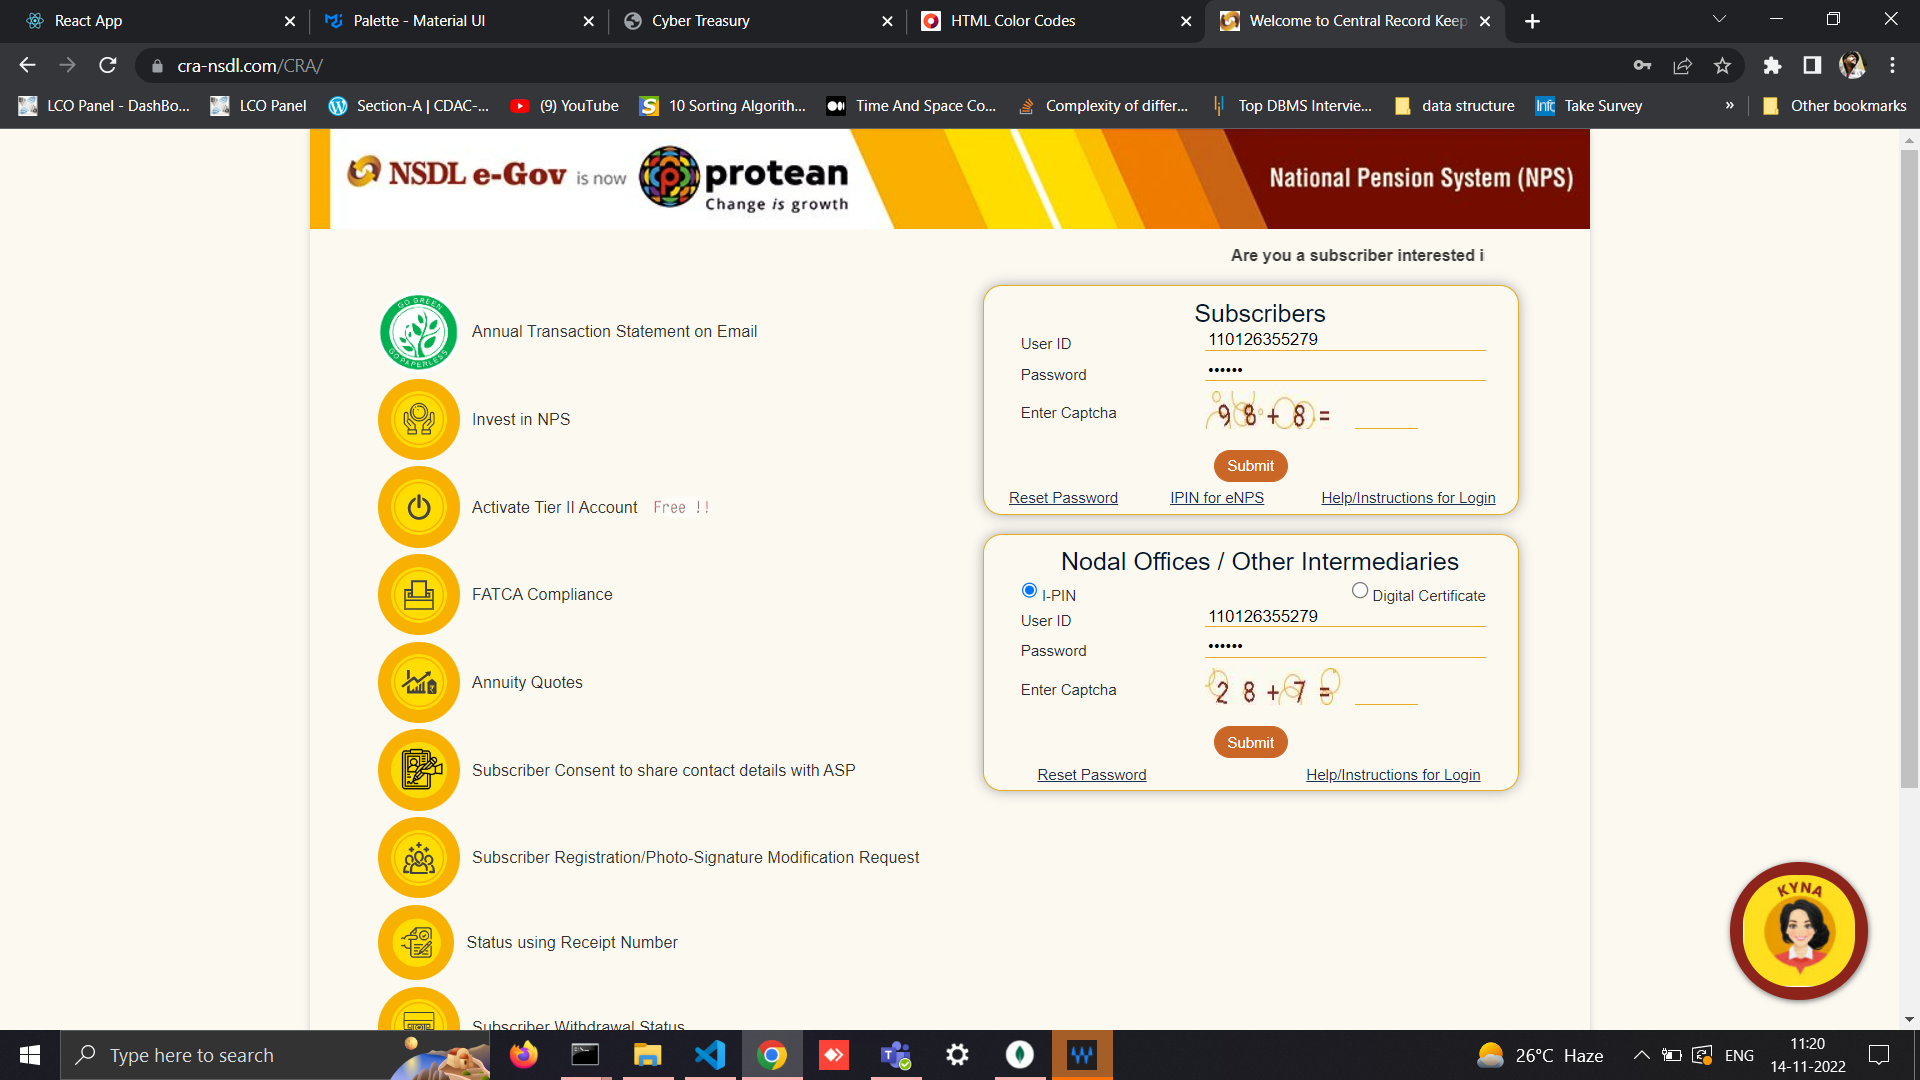 React App
Palette - Material UI
Cyber Treasury
HTML Color Codes
Welcome to Central Record Keep
cra-nsdl.com/CRA/
LCO Panel - DashBo...
LCO Panel
Section-A | CDAC-...
(9) YouTube
10 Sorting Algorith...
Time And Space Co...
Complexity of differ...
Top DBMS Intervie...
data structure
Take Survey
»
Other bookmarks
NSDL e-Gov is now protean
Change is growth
National Pension System (NPS)
Are you a subscriber interested i
GO GREEN
GO PAPERLESS
Annual Transaction Statement on Email
Invest in NPS
Activate Tier II Account Free !!
FATCA Compliance
Annuity Quotes
Subscriber Consent to share contact details with ASP
Subscriber Registration/Photo-Signature Modification Request
Status using Receipt Number
Subscriber Withdrawal Status
Subscribers
User ID 110126355279
Password ••••••
Enter Captcha 98+8=
Submit
Reset Password IPIN for eNPS Help/Instructions for Login
Nodal Offices / Other Intermediaries
I-PIN Digital Certificate
User ID 110126355279
Password ••••••
Enter Captcha 28+7=
Submit
Reset Password Help/Instructions for Login
KYNA
Type here to search
26°C Haze
ENG
11:20
14-11-2022